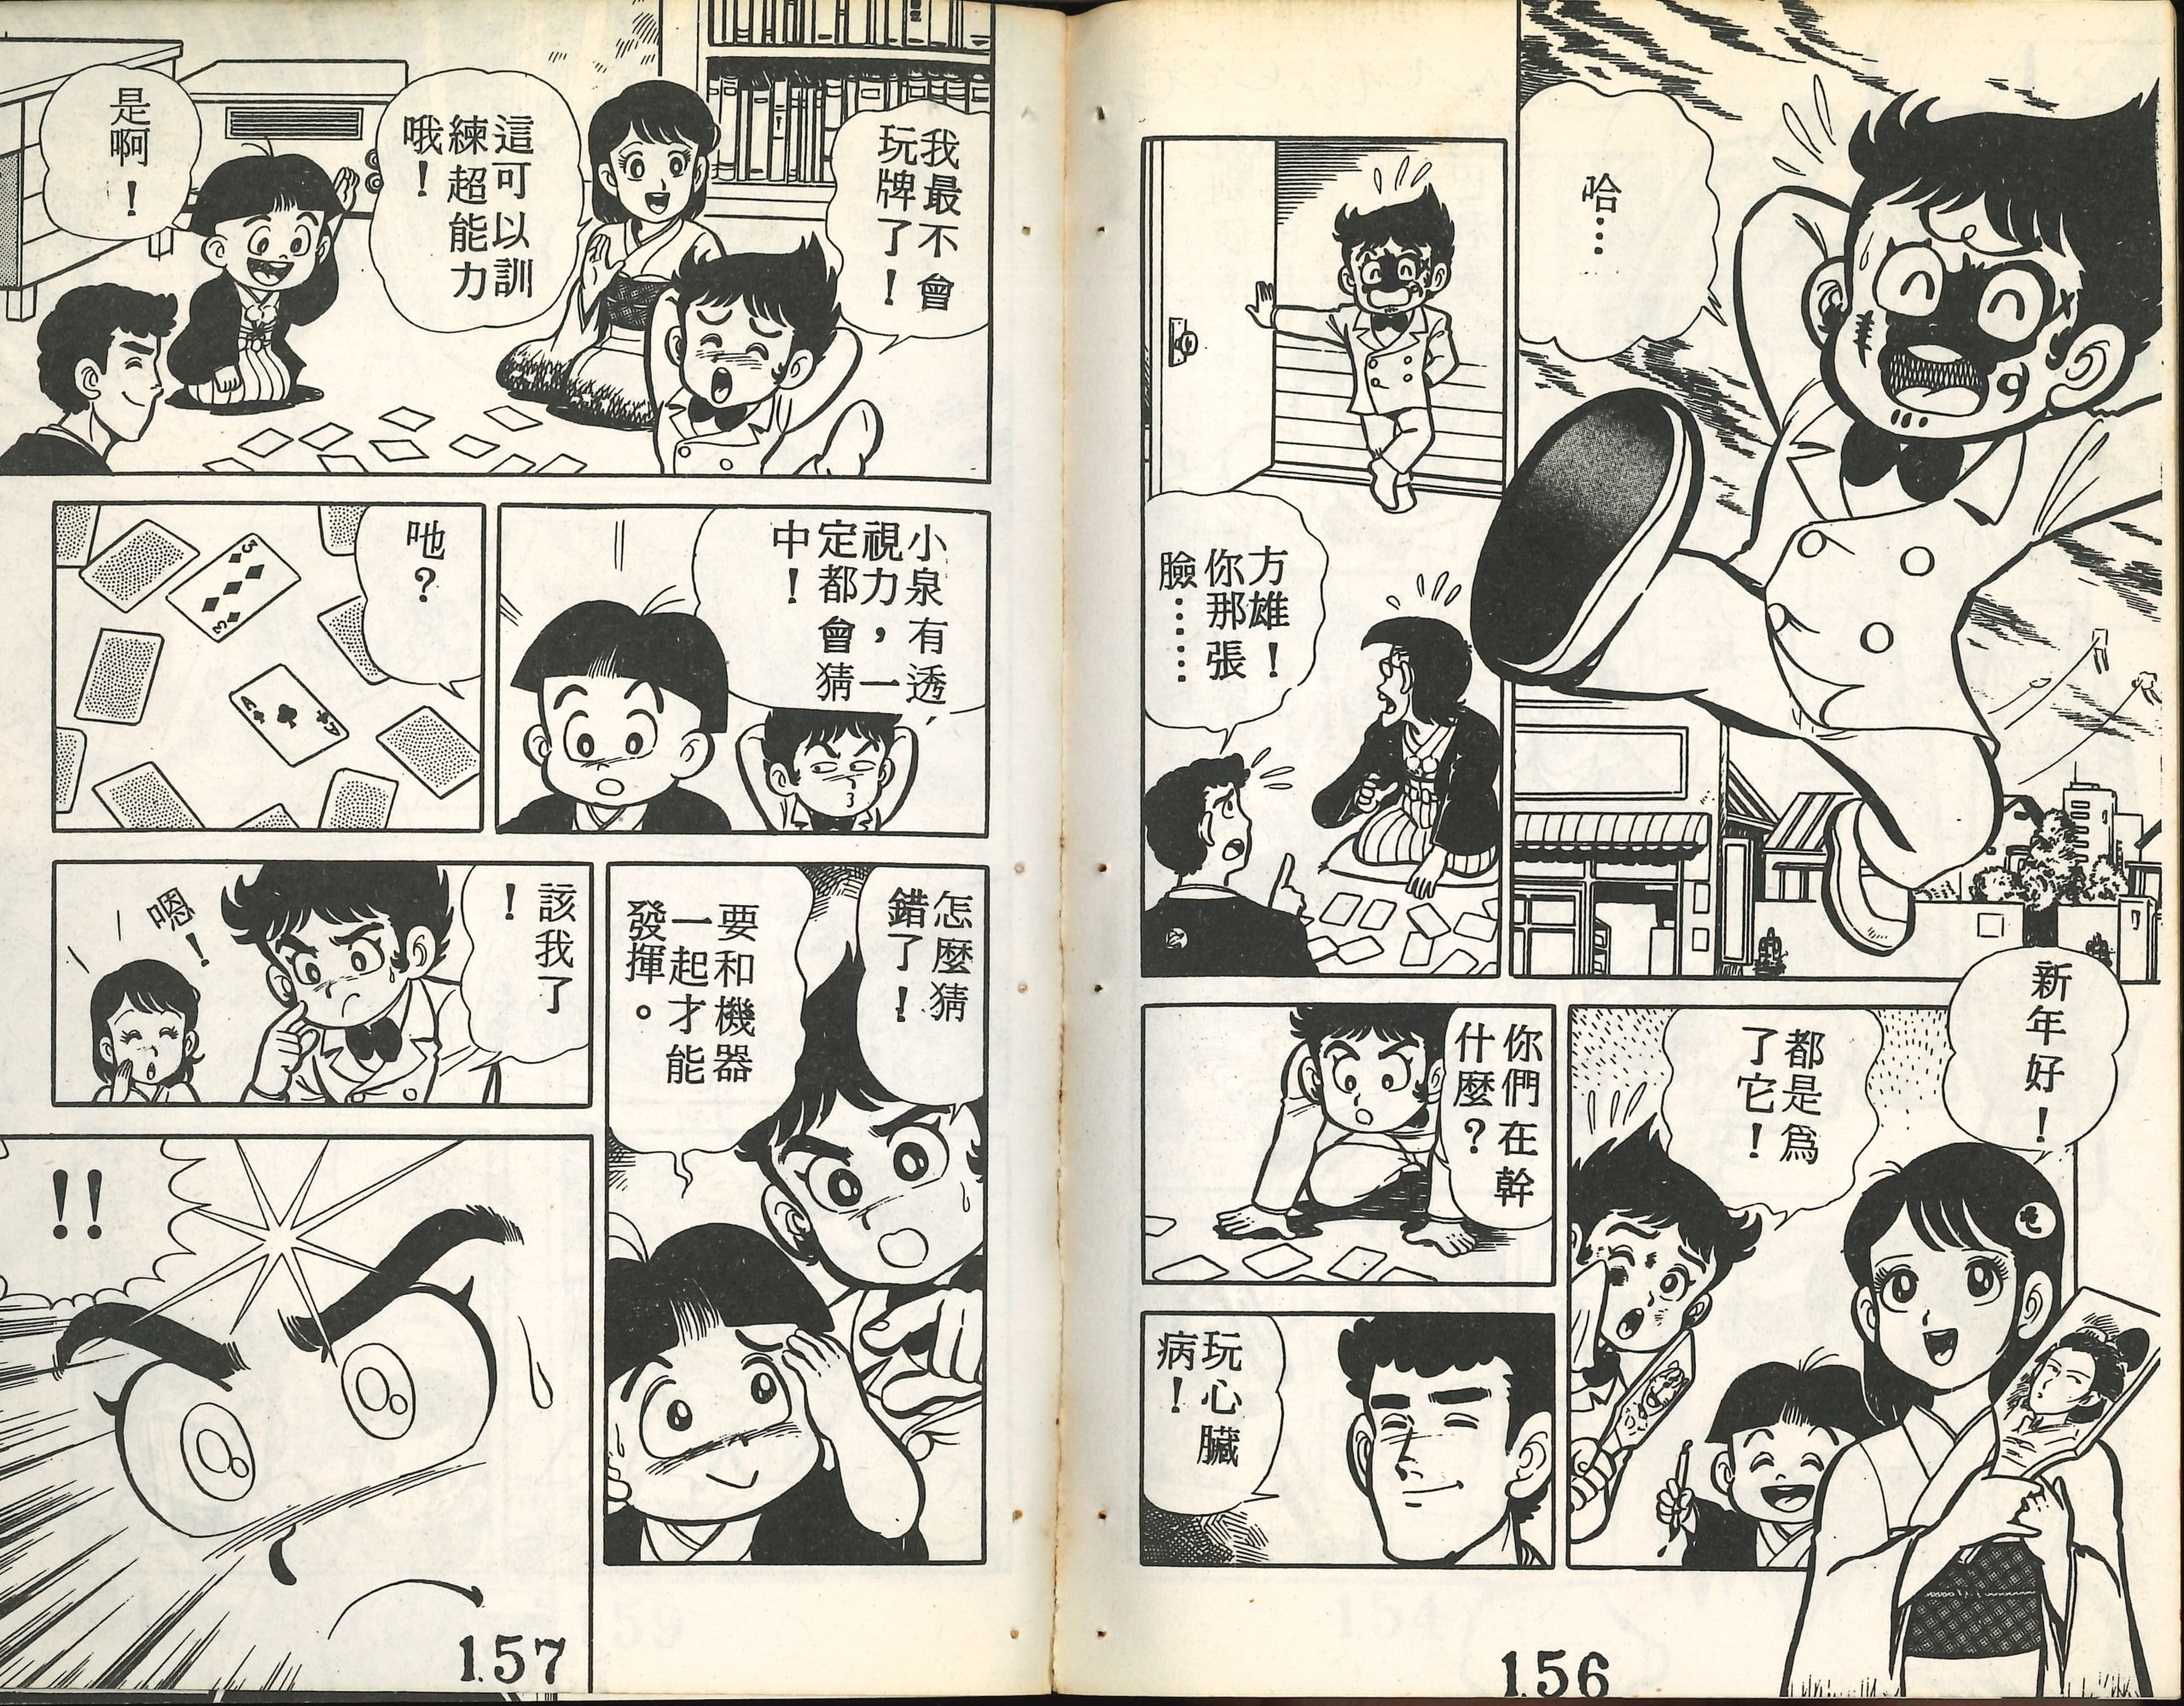 哈…
方雄！
你那張
臉……
新年好！
都是為
了它！
你們在幹
什麼？
玩心臟
病！
156
我最不會
玩牌了！
這可以訓
練超能力
哦！
是啊！
小泉有透
視力，一
定都會猜
中！
吔？
3
3
A
A
怎麼猜
錯了！
要和機器
一起才能
發揮。
該我了
！
嗯！
!!
157